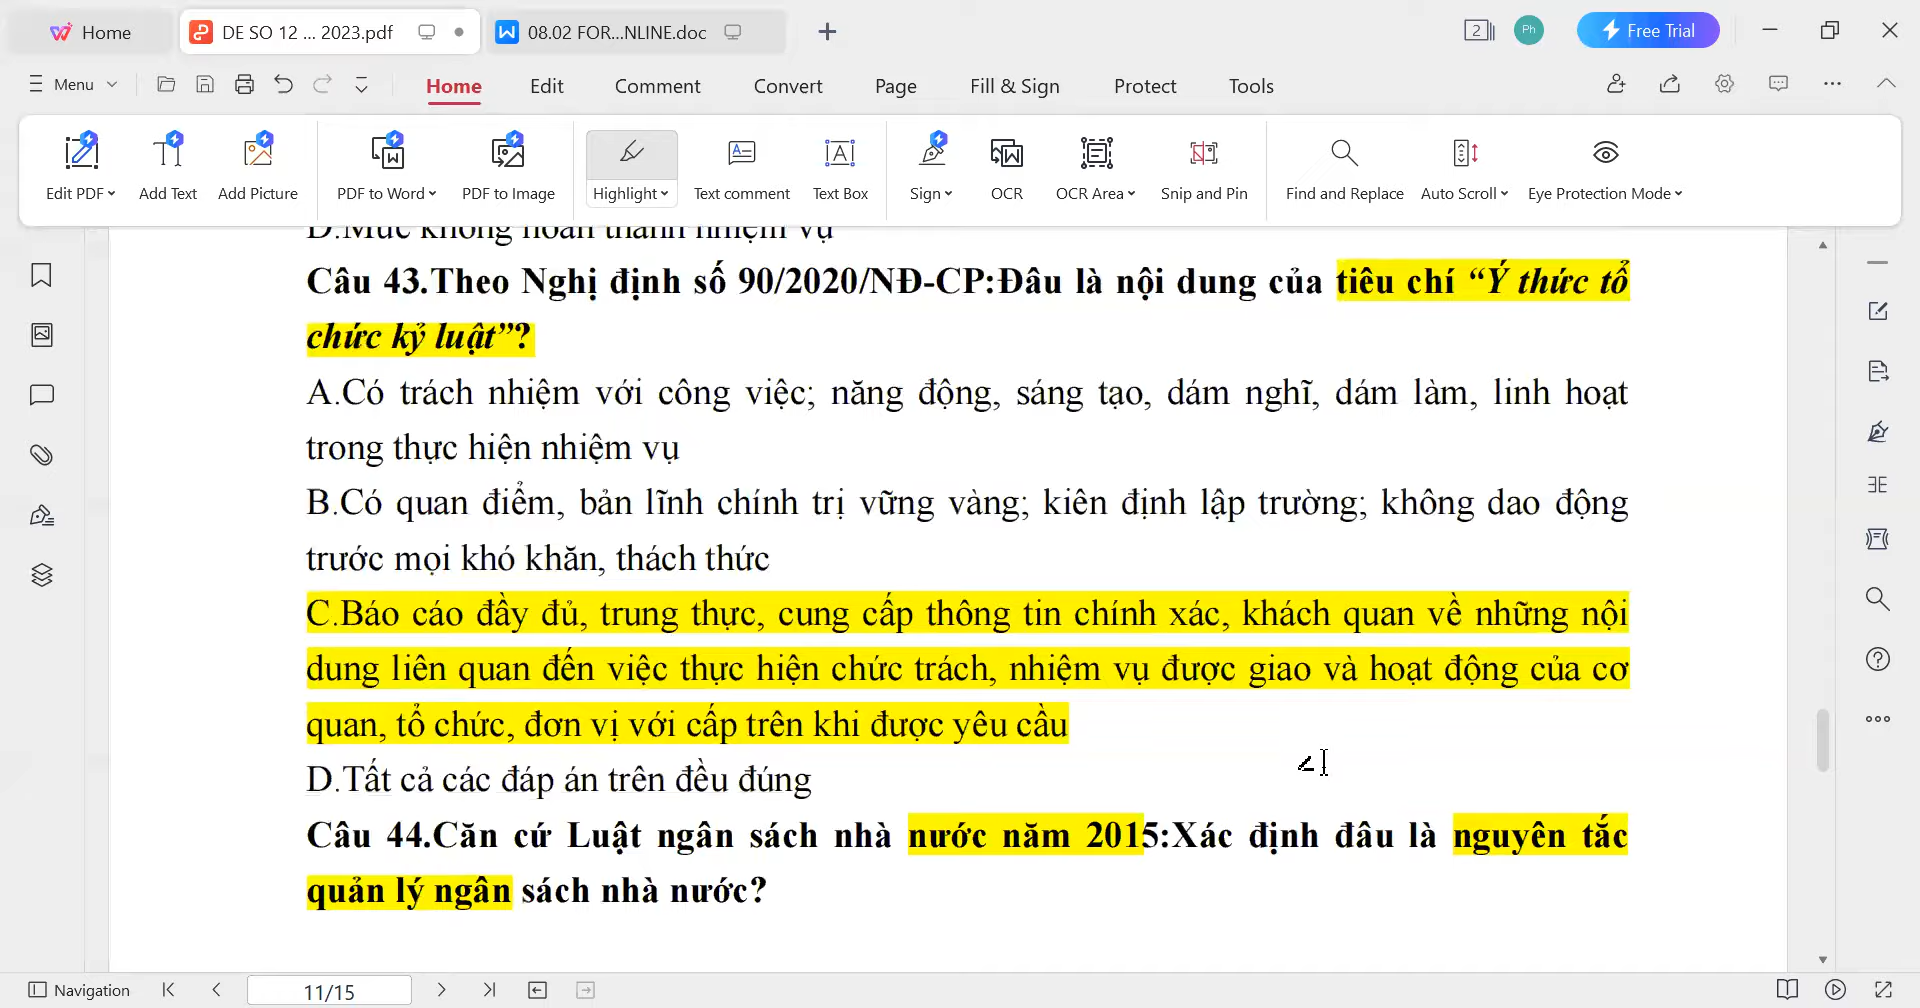 Home
DE SO 12 ... 2023.pdf
08.02 FOR...NLINE.doc
2
Ph
Free Trial
Menu
Home
Edit
Comment
Convert
Page
Fill & Sign
Protect
Tools
Edit PDF
Add Text
Add Picture
PDF to Word
PDF to Image
Highlight
Text comment
Text Box
Sign
OCR
OCR Area
Snip and Pin
Find and Replace
Auto Scroll
Eye Protection Mode
D.Mức không hoàn thành nhiệm vụ
Câu 43.Theo Nghị định số 90/2020/NĐ-CP:Đâu là nội dung của tiêu chí “Ý thức tổ
chức kỷ luật”?
A.Có trách nhiệm với công việc; năng động, sáng tạo, dám nghĩ, dám làm, linh hoạt
trong thực hiện nhiệm vụ
B.Có quan điểm, bản lĩnh chính trị vững vàng; kiên định lập trường; không dao động
trước mọi khó khăn, thách thức
C.Báo cáo đầy đủ, trung thực, cung cấp thông tin chính xác, khách quan về những nội
dung liên quan đến việc thực hiện chức trách, nhiệm vụ được giao và hoạt động của cơ
quan, tổ chức, đơn vị với cấp trên khi được yêu cầu
D.Tất cả các đáp án trên đều đúng
Câu 44.Căn cứ Luật ngân sách nhà nước năm 2015:Xác định đâu là nguyên tắc
quản lý ngân sách nhà nước?
Navigation
11/15